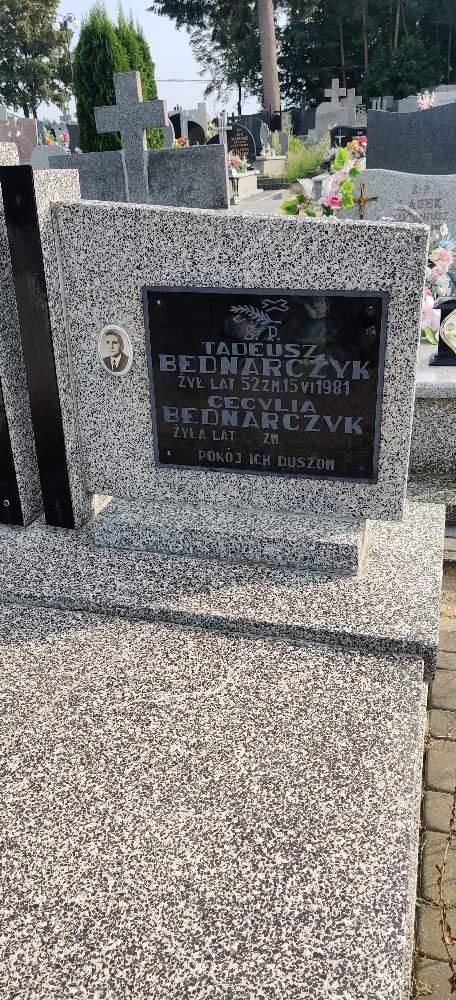 Ś. P.
TADEUSZ
BEDNARCZYK
ŻYŁ LAT 52 ZM. 15 VI 1981
CECYLIA
BEDNARCZYK
ŻYŁA LAT ZM.
POKÓJ ICH DUSZOM